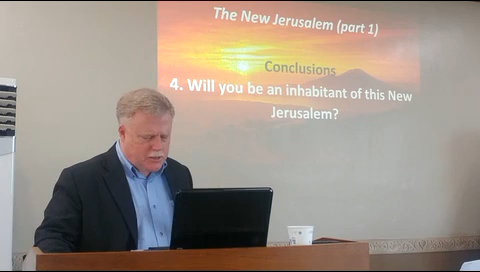 The New Jerusalem (part 1)
Conclusions
4. Will you be an inhabitant of this New
Jerusalem?